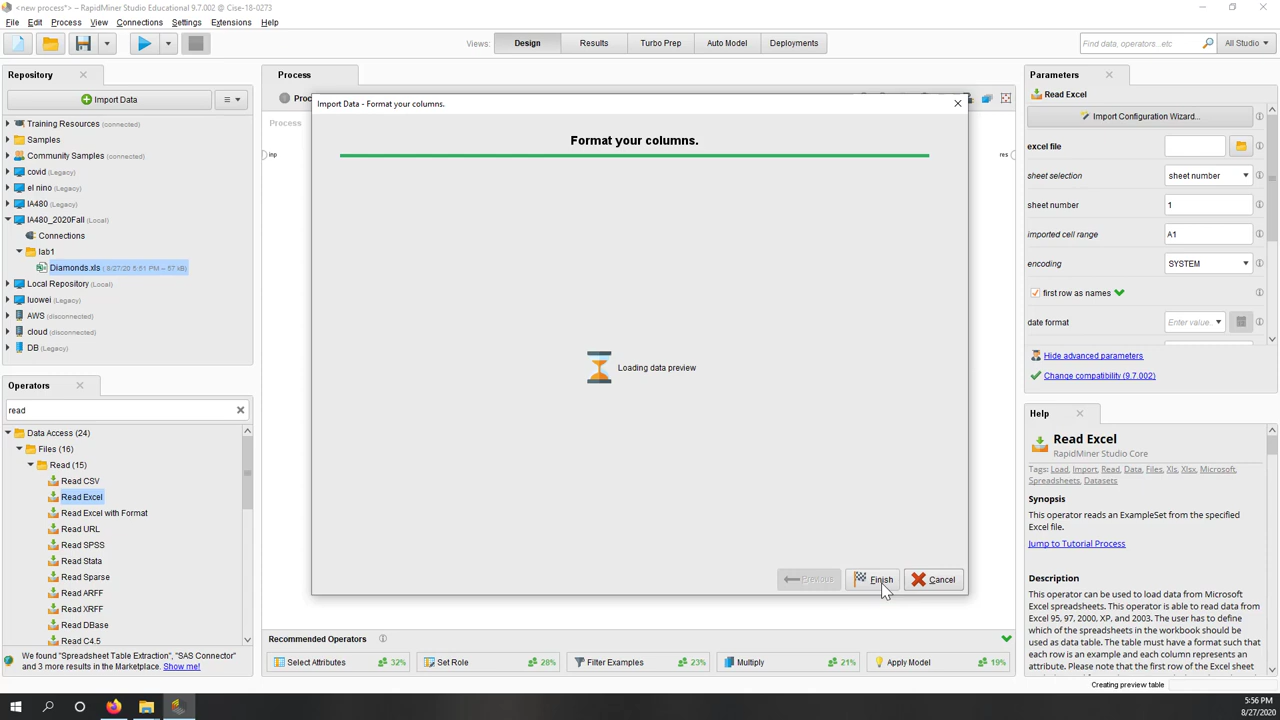 <new process*> – RapidMiner Studio Educational 9.7.002 @ Cise-18-0273
File Edit Process View Connections Settings Extensions Help
Views: Design Results Turbo Prep Auto Model Deployments
Find data, operators...etc All Studio
Repository
Import Data
Training Resources (connected)
Samples
Community Samples (connected)
covid (Legacy)
el nino (Legacy)
IA480 (Legacy)
IA480_2020Fall (Local)
Connections
lab1
Diamonds.xls (8/27/20 5:51 PM – 57 kB)
Local Repository (Local)
luowei (Legacy)
AWS (disconnected)
cloud (disconnected)
DB (Legacy)
Operators
read
Data Access (24)
Files (16)
Read (15)
Read CSV
Read Excel
Read Excel with Format
Read URL
Read SPSS
Read Stata
Read Sparse
Read ARFF
Read XRFF
Read DBase
Read C4.5
We found "Spreadsheet Table Extraction", "SAS Connector"
and 3 more results in the Marketplace. Show me!
Process
Proc
Process
inp
res
Import Data - Format your columns.
Format your columns.
Loading data preview
Previous Finish Cancel
Recommended Operators
Select Attributes 32% Set Role 28% Filter Examples 23% Multiply 21% Apply Model 19%
Parameters
Read Excel
Import Configuration Wizard...
excel file
sheet selection sheet number
sheet number 1
imported cell range A1
encoding SYSTEM
first row as names
date format Enter value.
Hide advanced parameters
Change compatibility (9.7.002)
Help
Read Excel
RapidMiner Studio Core
Tags: Load, Import, Read, Data, Files, Xls, Xlsx, Microsoft,
Spreadsheets, Datasets
Synopsis
This operator reads an ExampleSet from the specified
Excel file.
Jump to Tutorial Process
Description
This operator can be used to load data from Microsoft
Excel spreadsheets. This operator is able to read data from
Excel 95, 97, 2000, XP, and 2003. The user has to define
which of the spreadsheets in the workbook should be
used as data table. The table must have a format such that
each row is an example and each column represents an
attribute. Please note that the first row of the Excel sheet
Creating preview table
5:56 PM
8/27/2020